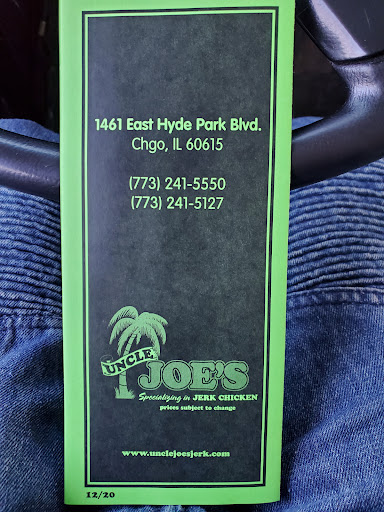 1461 East Hyde Park Blvd.
Chgo, IL 60615
(773) 241-5550
(773) 241-5127
UNCLE
JOE'S
Specializing in JERK CHICKEN
prices subject to change
www.unclejoesjerk.com
12/20